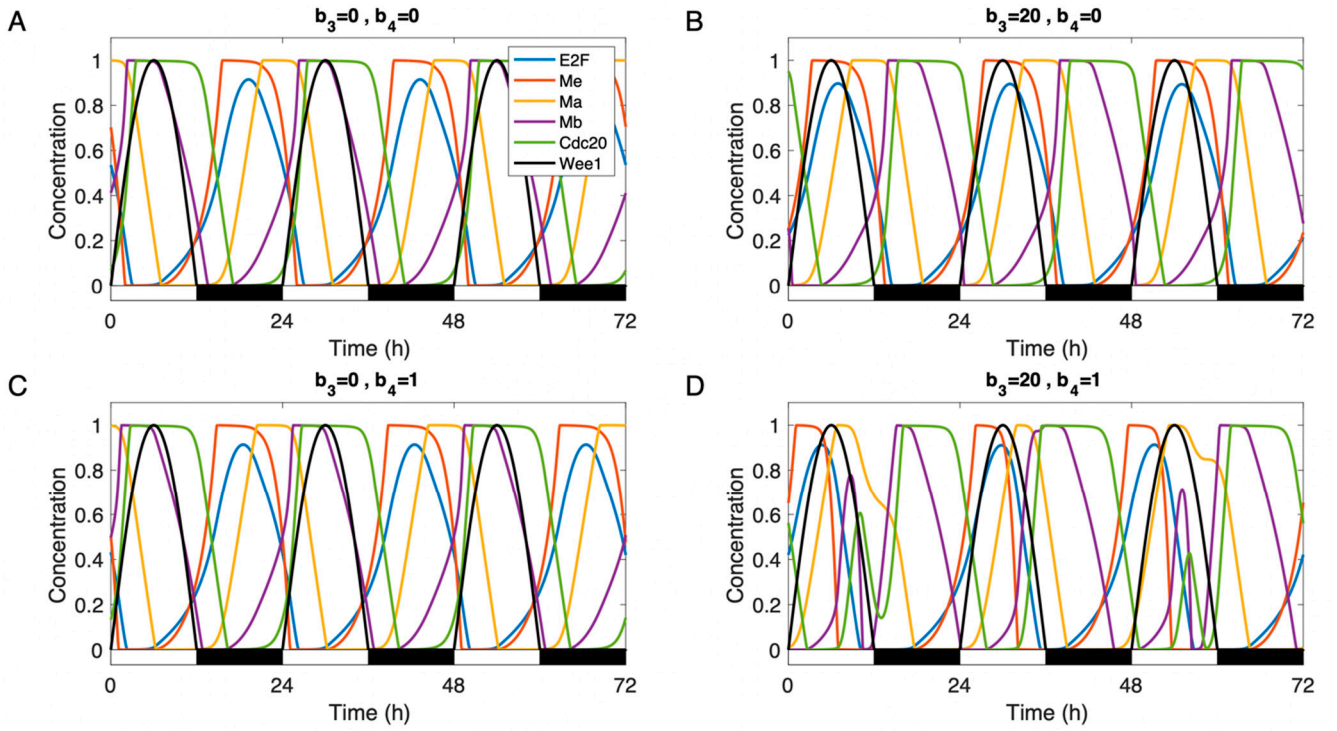 A
b3=0 , b4=0
Concentration
1
0.8
0.6
0.4
0.2
0
E2F
Me
Ma
Mb
Cdc20
Wee1
0 24 48 72
Time (h)
B
b3=20 , b4=0
Concentration
1
0.8
0.6
0.4
0.2
0
0 24 48 72
Time (h)
C
b3=0 , b4=1
Concentration
1
0.8
0.6
0.4
0.2
0
0 24 48 72
Time (h)
D
b3=20 , b4=1
Concentration
1
0.8
0.6
0.4
0.2
0
0 24 48 72
Time (h)